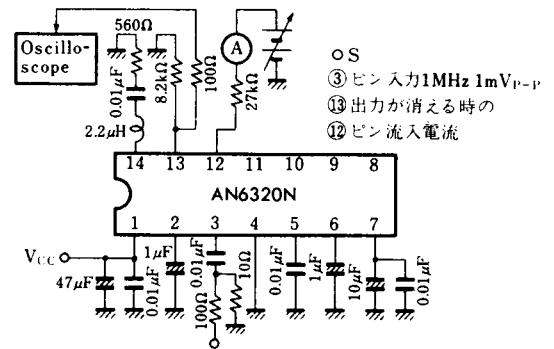 560Ω
Oscillo-
scope
0.01μF
8.2kΩ
100Ω
A
27kΩ
2.2μH
S
③ピン入力1MHz 1mVP-P
⑬出力が消える時の
⑫ピン流入電流
14 13 12 11 10 9 8
AN6320N
1 2 3 4 5 6 7
VCC
47μF
0.01μF
1μF
0.01μF
100Ω
10Ω
0.01μF
1μF
10μF
0.01μF